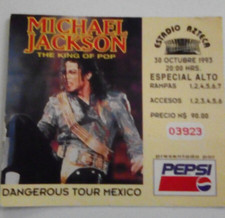 MICHAEL
JACKSON
THE KING OF POP
ESTADIO AZTECA
30 OCTUBRE 1993
20:00 HRS.
ESPECIAL ALTO
RAMPAS 1,2,4,5,6,7
ACCESOS 1,2,3,4,5,6
PRECIO N$ 90.00
03923
presentado por
PEPSI
DANGEROUS TOUR MEXICO